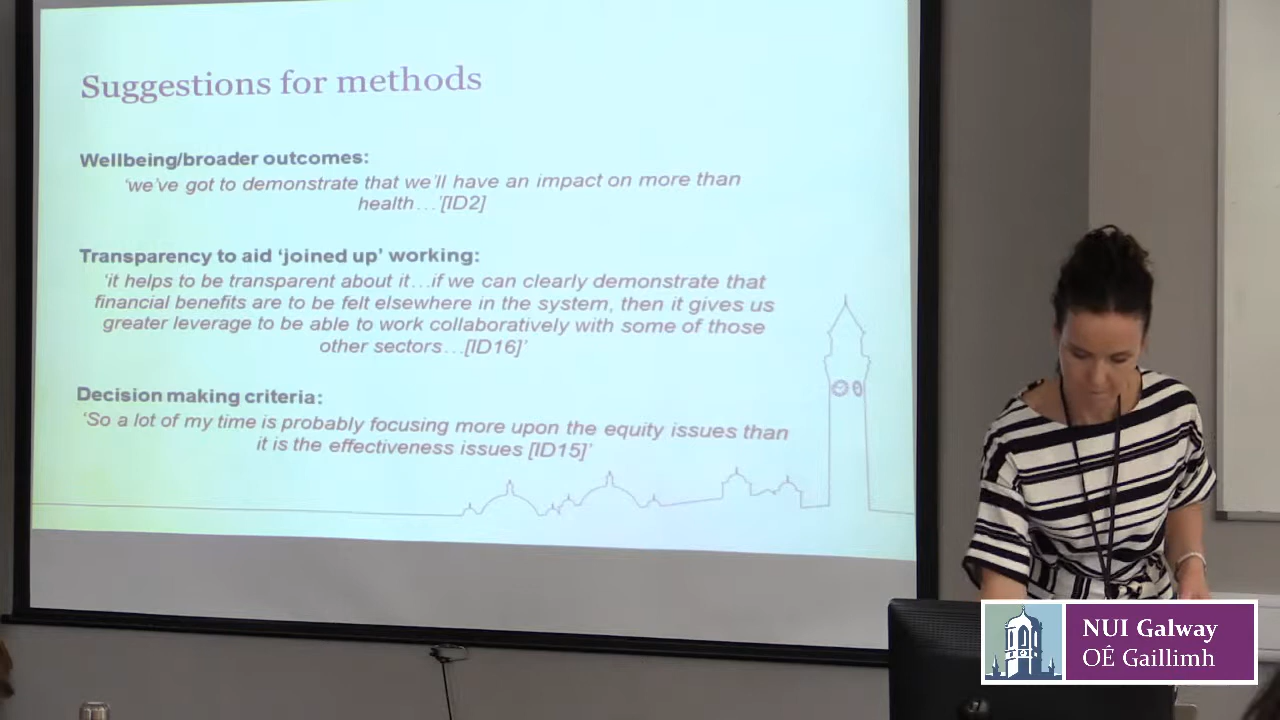 Suggestions for methods
Wellbeing/broader outcomes:
‘we’ve got to demonstrate that we’ll have an impact on more than
health…’[ID2]
Transparency to aid ‘joined up’ working:
‘it helps to be transparent about it…if we can clearly demonstrate that
financial benefits are to be felt elsewhere in the system, then it gives us
greater leverage to be able to work collaboratively with some of those
other sectors…[ID16]’
Decision making criteria:
‘So a lot of my time is probably focusing more upon the equity issues than
it is the effectiveness issues [ID15]’
NUI Galway
OÉ Gaillimh